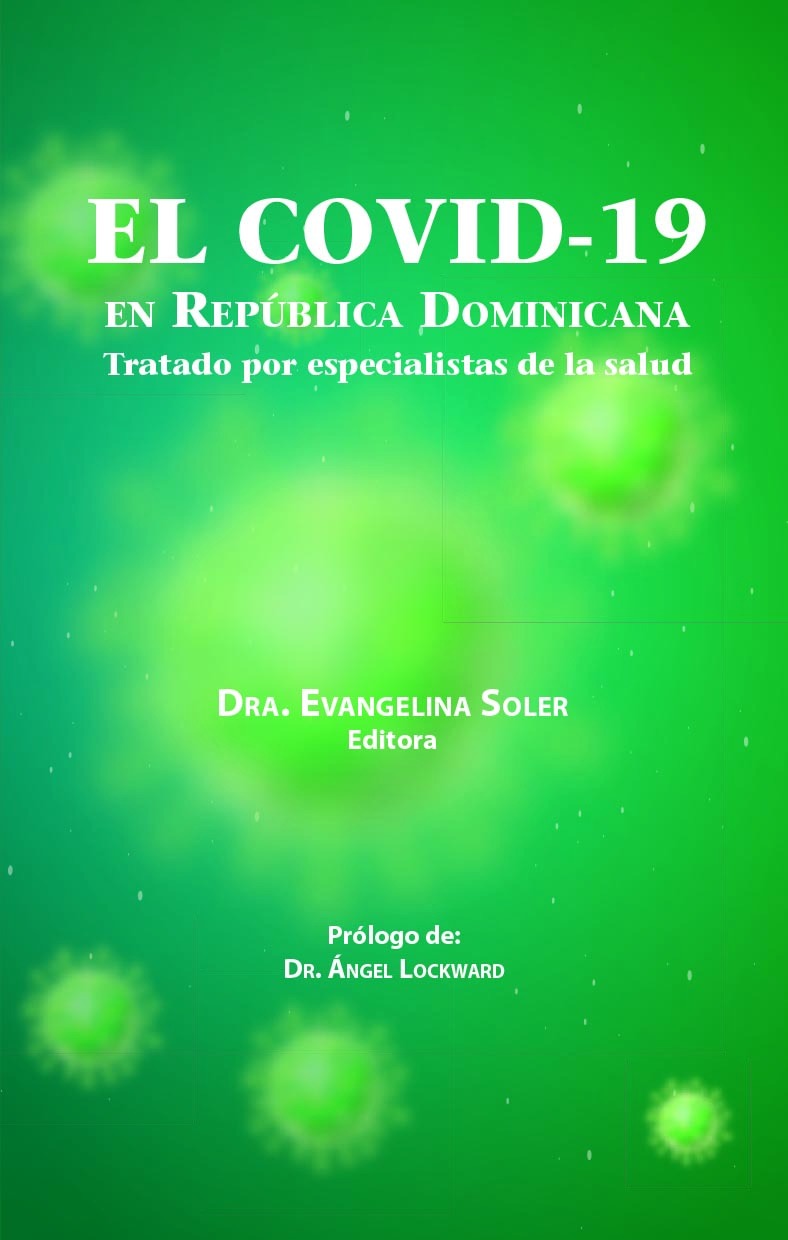 EL COVID-19
EN REPÚBLICA DOMINICANA
Tratado por especialistas de la salud
DRA. EVANGELINA SOLER
Editora
Prólogo de:
DR. ÁNGEL LOCKWARD